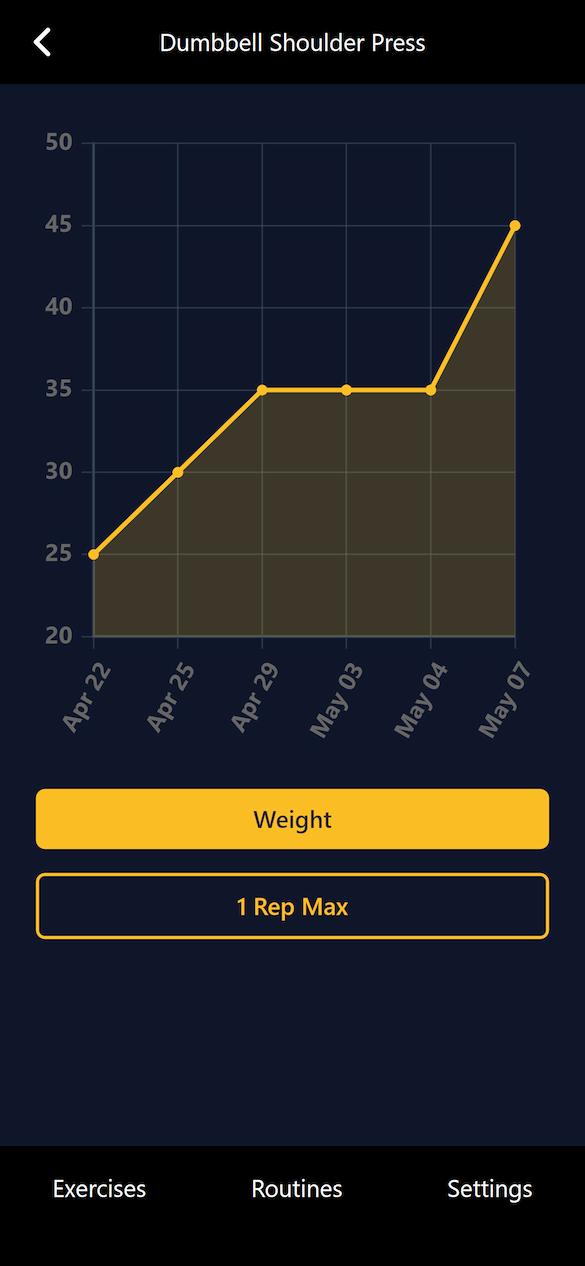 Dumbbell Shoulder Press
50
45
40
35
30
25
20
Apr 22 Apr 25 Apr 29 May 03 May 04 May 07
Weight
1 Rep Max
Exercises Routines Settings